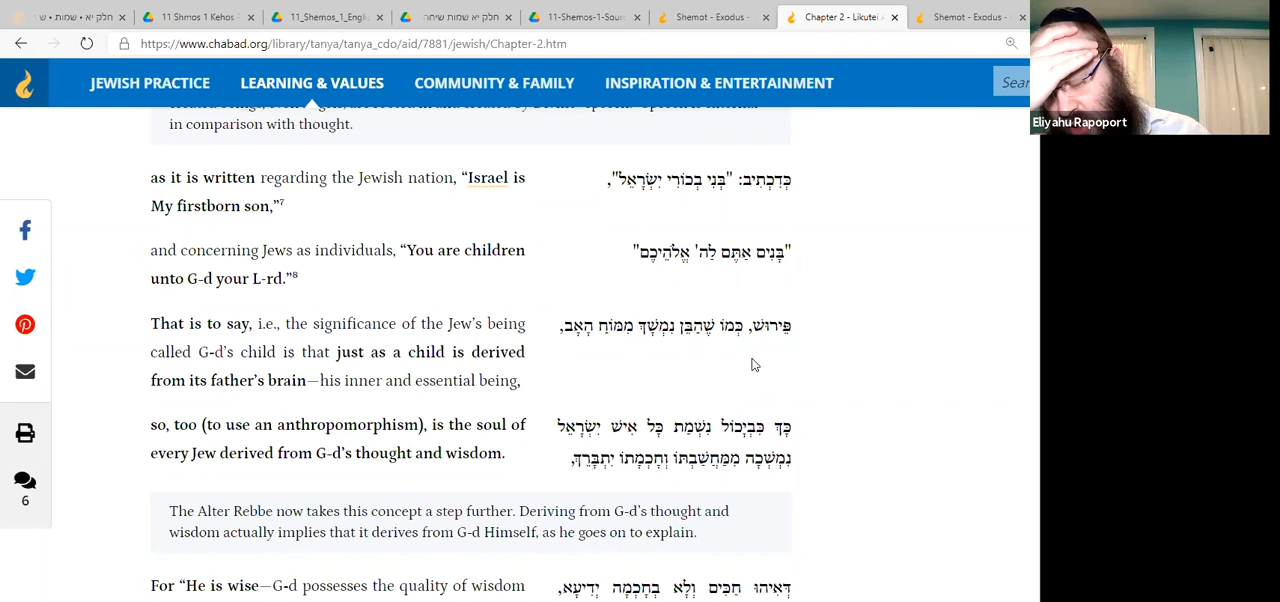 חלק יא • שמות • ש
11 Shmos 1 Kehos
11_Shemos_1_Engli
חלק יא שמות שיחה
11-Shemos-1-Sour
Shemot - Exodus -
Chapter 2 - Likutei A
Shemot - Exodus -
https://www.chabad.org/library/tanya/tanya_cdo/aid/7881/jewish/Chapter-2.htm
JEWISH PRACTICE LEARNING & VALUES COMMUNITY & FAMILY INSPIRATION & ENTERTAINMENT Sear
Eliyahu Rapoport
in comparison with thought.
as it is written regarding the Jewish nation, “Israel is
My firstborn son,”7
כְּדִכְתִיב: "בְּנִי בְכוֹרִי יִשְׂרָאֵל",
and concerning Jews as individuals, “You are children
unto G-d your L-rd.”8
"בָּנִים אַתֶּם לַה' אֱלֹהֵיכֶם"
That is to say, i.e., the significance of the Jew’s being
called G-d’s child is that just as a child is derived
from its father’s brain—his inner and essential being,
פֵּירוּשׁ, כְּמוֹ שֶׁהַבֵּן נִמְשָׁךְ מִמּוֹחַ הָאָב,
so, too (to use an anthropomorphism), is the soul of
every Jew derived from G-d’s thought and wisdom.
כָּךְ כִּבְיָכוֹל נִשְׁמַת כָּל אִישׁ יִשְׂרָאֵל
נִמְשְׁכָה מִמַּחֲשַׁבְתּוֹ וְחָכְמָתוֹ יִתְבָּרֵךְ,
6
The Alter Rebbe now takes this concept a step further. Deriving from G-d’s thought and
wisdom actually implies that it derives from G-d Himself, as he goes on to explain.
For “He is wise—G-d possesses the quality of wisdom
דְּאִיהוּ חַכִּים וְלָא בְּחָכְמָה יְדִיעָא,